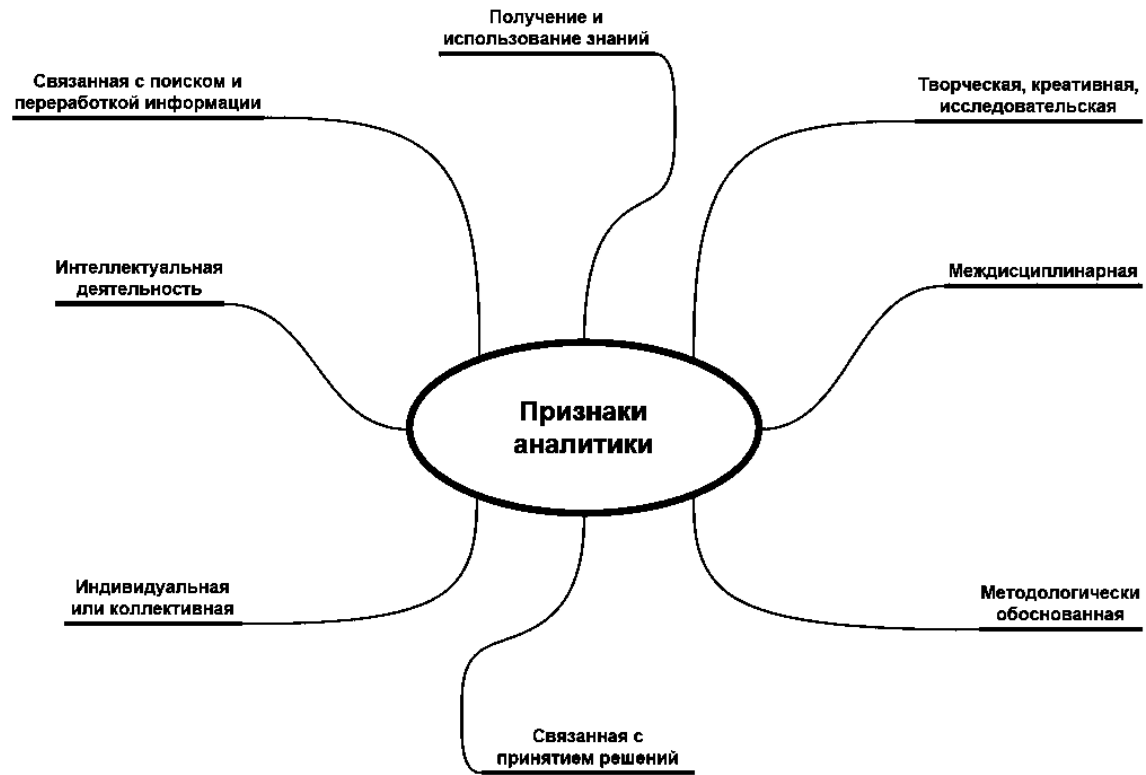 Получение и
использование знаний
Связанная с поиском и
переработкой информации
Творческая, креативная,
исследовательская
Интеллектуальная
деятельность
Междисциплинарная
Признаки
аналитики
Индивидуальная
или коллективная
Методологически
обоснованная
Связанная с
принятием решений